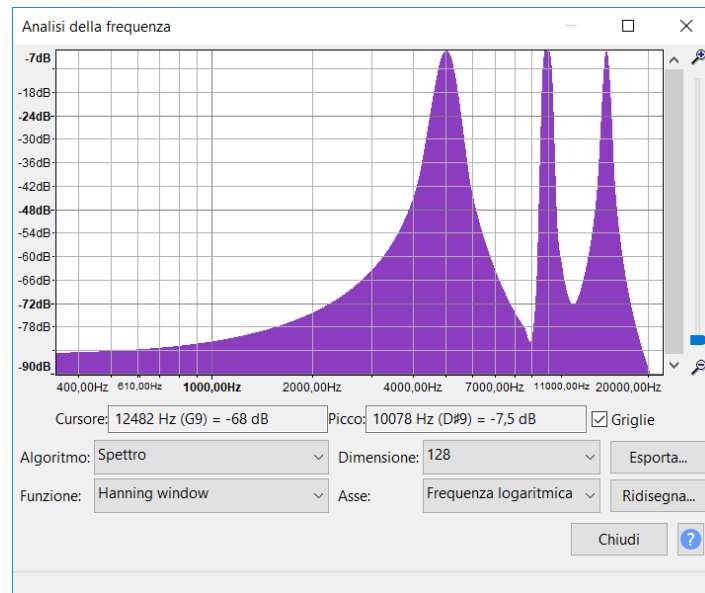 Analisi della frequenza
-7dB
-18dB
-24dB
-30dB
-36dB
-42dB
-48dB
-54dB
-60dB
-66dB
-72dB
-78dB
-90dB
400,00Hz 610,00Hz 1000,00Hz 2000,00Hz 4000,00Hz 7000,00Hz 11000,00Hz 20000,00Hz
Cursore: 12482 Hz (G9) = -68 dB Picco: 10078 Hz (D#9) = -7,5 dB Griglie
Algoritmo: Spettro Dimensione: 128 Esporta...
Funzione: Hanning window Asse: Frequenza logaritmica Ridisegna...
Chiudi ?